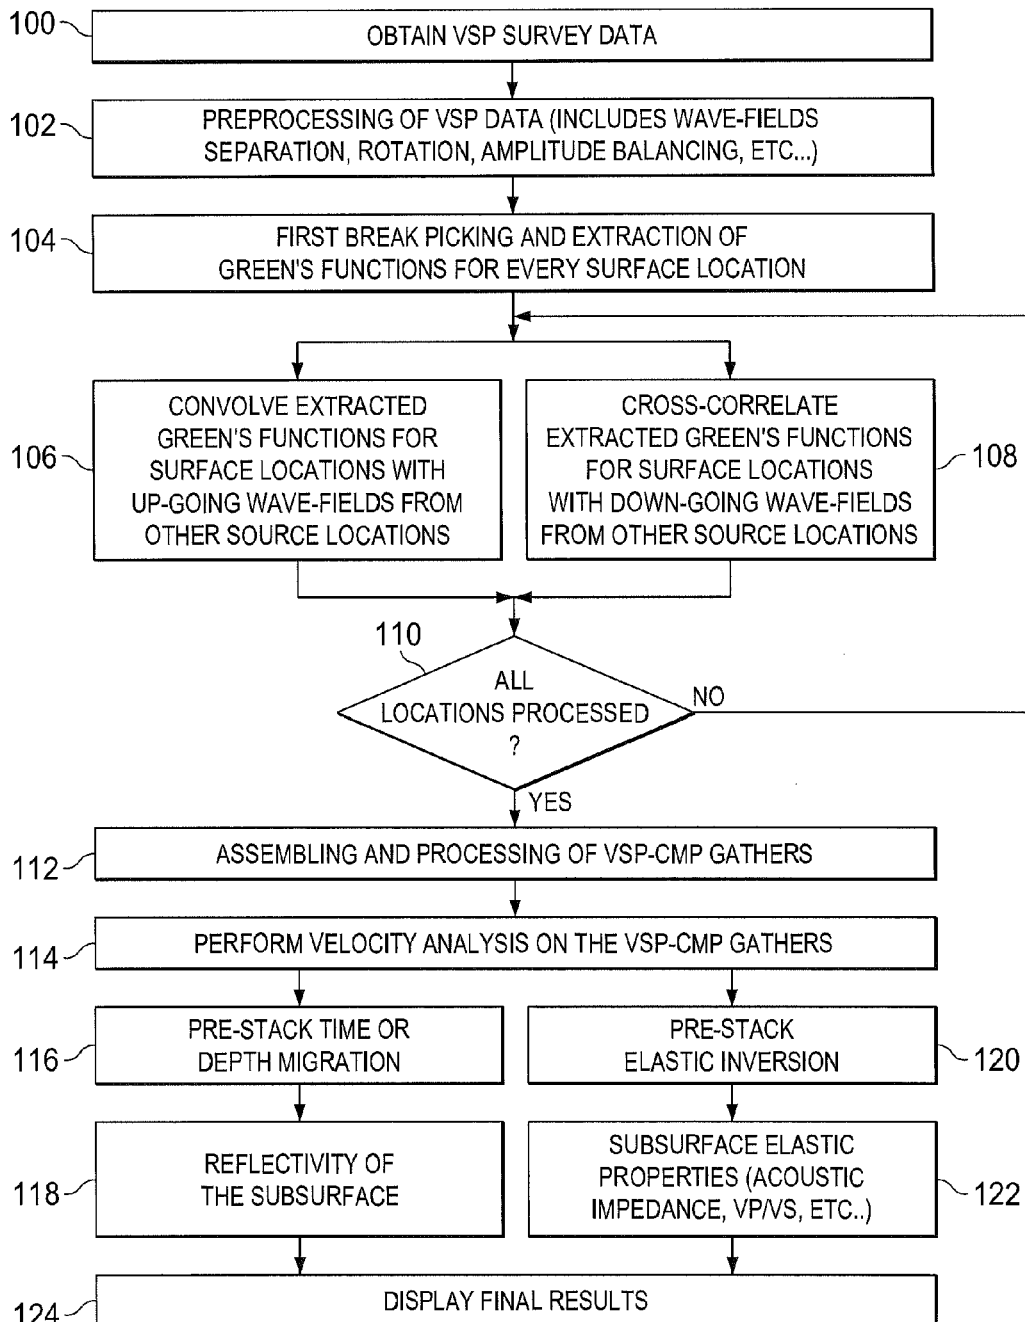 100
OBTAIN VSP SURVEY DATA
102
PREPROCESSING OF VSP DATA (INCLUDES WAVE-FIELDS
SEPARATION, ROTATION, AMPLITUDE BALANCING, ETC...)
104
FIRST BREAK PICKING AND EXTRACTION OF
GREEN'S FUNCTIONS FOR EVERY SURFACE LOCATION
106
CONVOLVE EXTRACTED
GREEN'S FUNCTIONS FOR
SURFACE LOCATIONS WITH
UP-GOING WAVE-FIELDS FROM
OTHER SOURCE LOCATIONS
CROSS-CORRELATE
EXTRACTED GREEN'S FUNCTIONS
FOR SURFACE LOCATIONS
WITH DOWN-GOING WAVE-FIELDS
FROM OTHER SOURCE LOCATIONS
108
110
ALL
LOCATIONS PROCESSED
?
NO
YES
112
ASSEMBLING AND PROCESSING OF VSP-CMP GATHERS
114
PERFORM VELOCITY ANALYSIS ON THE VSP-CMP GATHERS
116
PRE-STACK TIME OR
DEPTH MIGRATION
PRE-STACK
ELASTIC INVERSION
120
118
REFLECTIVITY OF
THE SUBSURFACE
SUBSURFACE ELASTIC
PROPERTIES (ACOUSTIC
IMPEDANCE, VP/VS, ETC..)
122
124
DISPLAY FINAL RESULTS